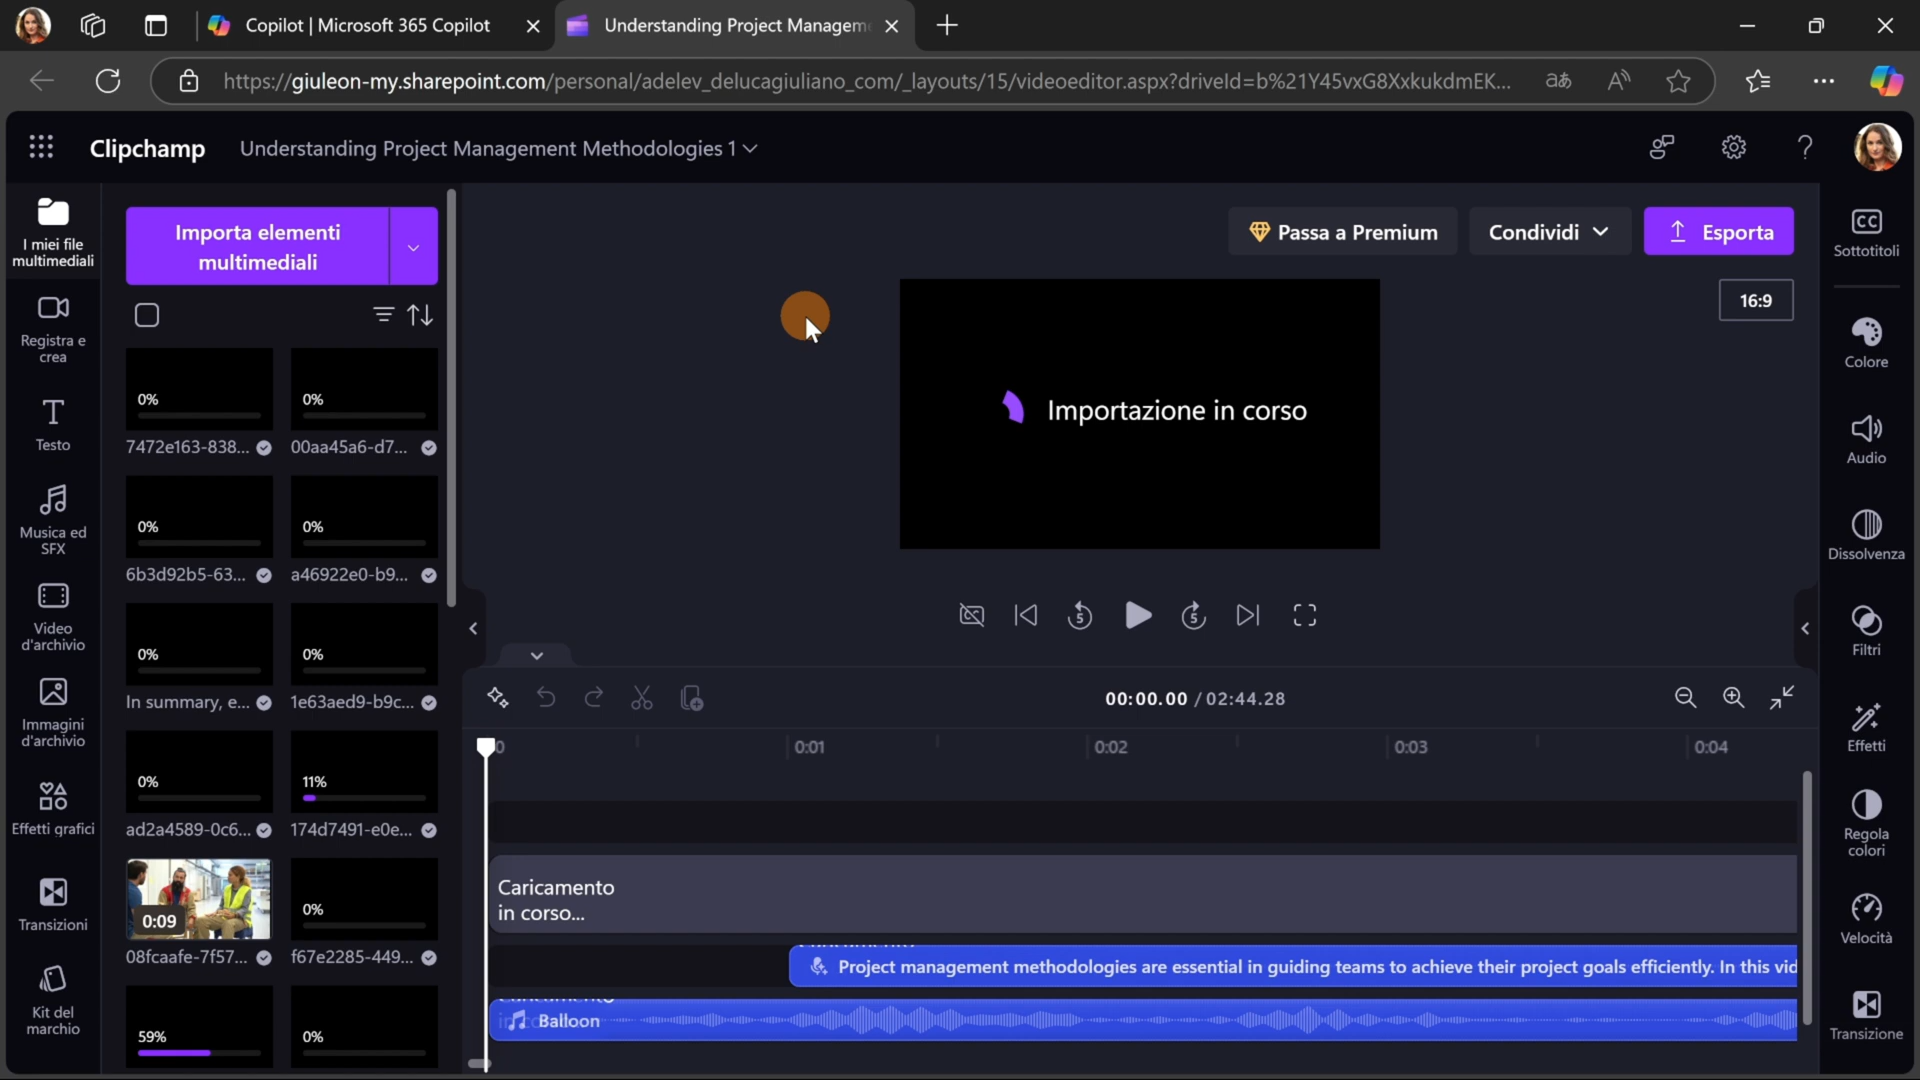 Copilot | Microsoft 365 Copilot
Understanding Project Managem
https://giuleon-my.sharepoint.com/personal/adelev_delucagiuliano_com/_layouts/15/videoeditor.aspx?driveId=b%21Y45vxG8XxkukdmEK...
aあ
A
Clipchamp
Understanding Project Management Methodologies 1
?
I miei file
multimediali
Registra e
crea
Testo
Musica ed
SFX
Video
d'archivio
Immagini
d'archivio
Effetti grafici
Transizioni
Kit del
marchio
Importa elementi
multimediali
0%
0%
7472e163-838...
00aa45a6-d7...
0%
0%
6b3d92b5-63...
a46922e0-b9...
0%
0%
In summary, e...
1e63aed9-b9c...
0%
11%
ad2a4589-0c6...
174d7491-e0e...
0:09
0%
08fcaafe-7f57...
f67e2285-449...
59%
0%
Passa a Premium
Condividi
Esporta
16:9
Importazione in corso
5
5
00:00.00 / 02:44.28
0
0:01
0:02
0:03
0:04
Caricamento
in corso...
Project management methodologies are essential in guiding teams to achieve their project goals efficiently. In this vid
Balloon
CC
Sottotitoli
Colore
Audio
Dissolvenza
Filtri
Effetti
Regola
colori
Velocità
Transizione